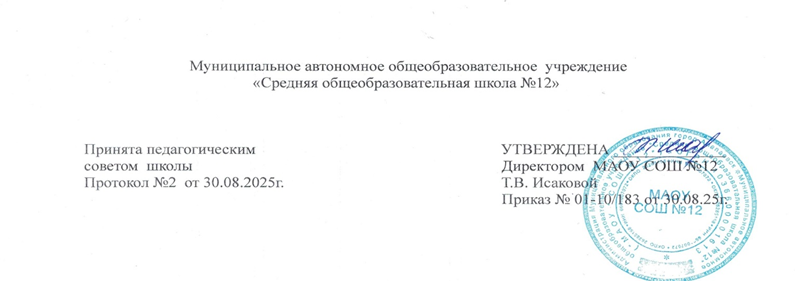 Муниципальное автономное общеобразовательное учреждение
«Средняя общеобразовательная школа №12»
Принята педагогическим
советом школы
Протокол №2 от 30.08.2025г.
УТВЕРЖДЕНА
Директором МАОУ СОШ №12
Т.В. Исаковой
Приказ № 01-10/183 от 30.08.25г.
МАОУ
СОШ №12